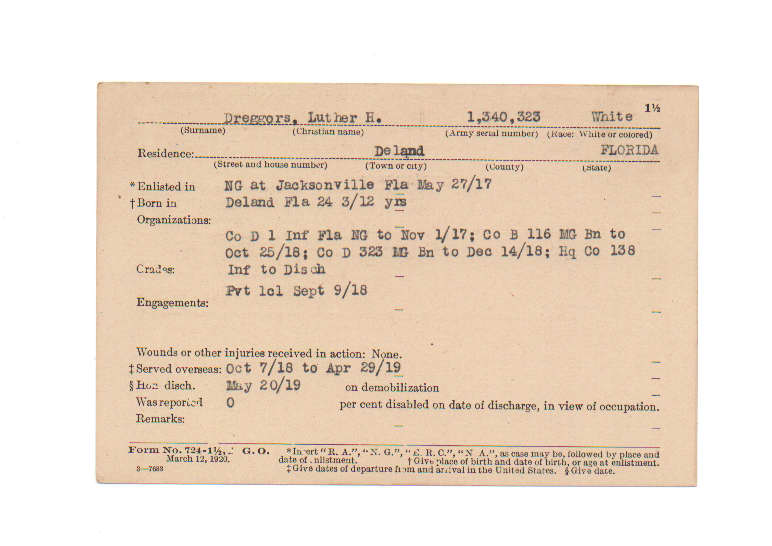 1½
Dreggors, Luther H. 1,340,323 White
(Surname) (Christian name) (Army serial number) (Race: White or colored)
Residence: Deland FLORIDA
(Street and house number) (Town or city) (County) (State)
*Enlisted in NG at Jacksonville Fla May 27/17
†Born in Deland Fla 24 3/12 yrs
Organizations:
Co D 1 Inf Fla NG to Nov 1/17; Co B 116 MG Bn to
Oct 25/18; Co D 323 MG Bn to Dec 14/18; Hq Co 138
Grades: Inf to Disch
Pvt 1cl Sept 9/18
Engagements:
Wounds or other injuries received in action: None.
‡Served overseas: Oct 7/18 to Apr 29/19
§Hon. disch. May 20/19 on demobilization
Was reported 0 per cent disabled on date of discharge, in view of occupation.
Remarks:
Form No. 724-1½, A. G. O. *Insert "R. A.", "N. G.", "E. R. C.", "N. A.", as case may be, followed by place and
March 12, 1920. date of enlistment. †Give place of birth and date of birth, or age at enlistment.
3—7683 ‡Give dates of departure from and arrival in the United States. §Give date.